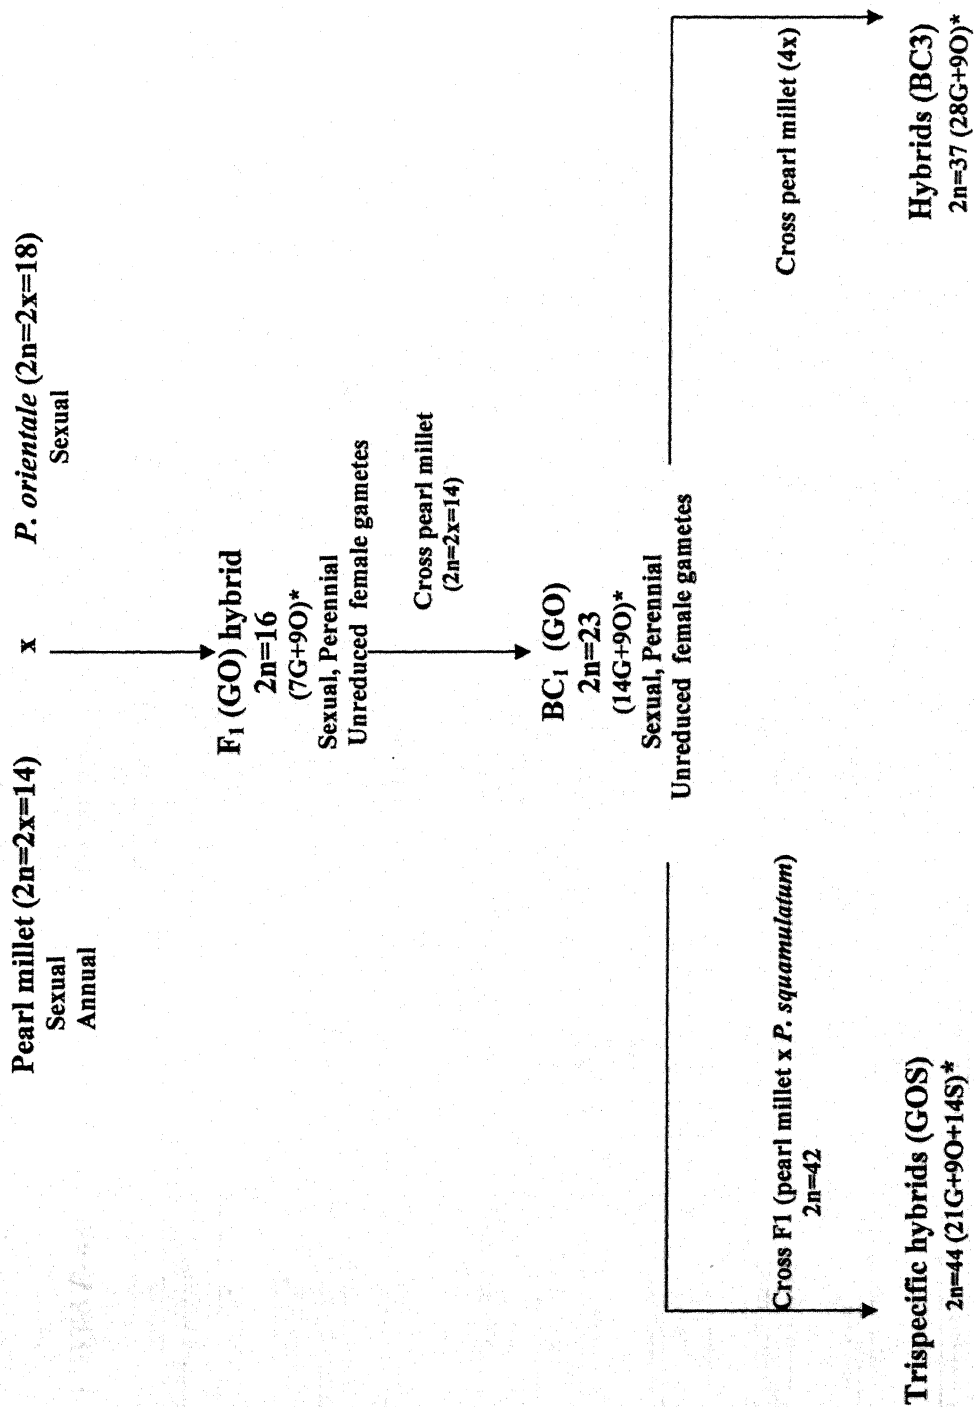 Pearl millet (2n=2x=14) x P. orientale (2n=2x=18)
Sexual
Annual
Sexual
F₁ (GO) hybrid
2n=16
(7G+9O)*
Sexual, Perennial
Unreduced female gametes
Cross pearl millet
(2n=2x=14)
BC₁ (GO)
2n=23
(14G+9O)*
Sexual, Perennial
Unreduced female gametes
Cross F1 (pearl millet x P. squamulatum)
2n=42
Cross pearl millet (4x)
Trispecific hybrids (GOS)
2n=44 (21G+9O+14S)*
Hybrids (BC3)
2n=37 (28G+9O)*